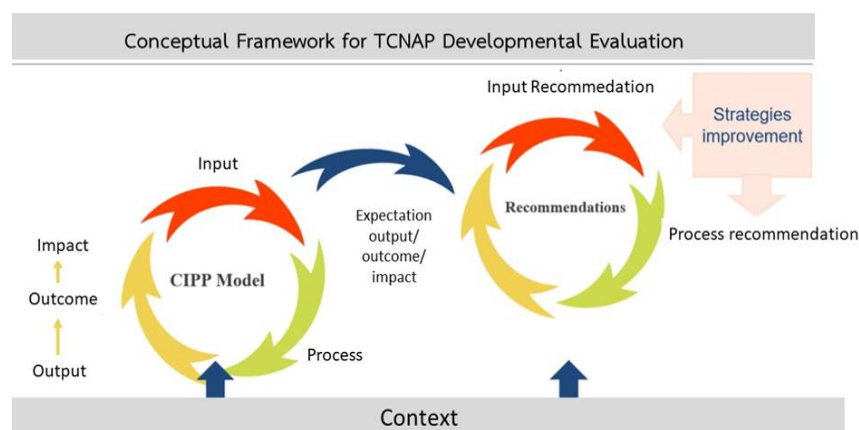 Conceptual Framework for TCNAP Developmental Evaluation
Input Recommedation
Strategies
improvement
Input
Expectation
output/
outcome/
impact
Recommendations
Process recommendation
Impact
Outcome
Output
CIPP Model
Process
Context